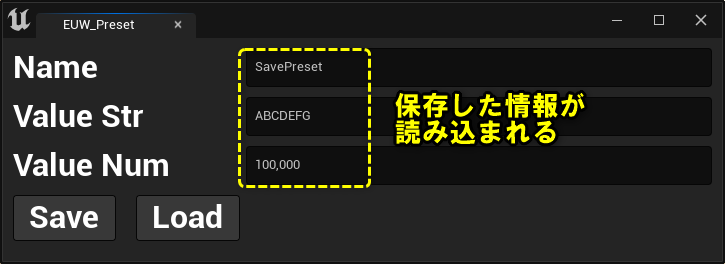 EUW_Preset
Name
SavePreset
Value Str
ABCDEFG
Value Num
100,000
保存した情報が
読み込まれる
Save
Load